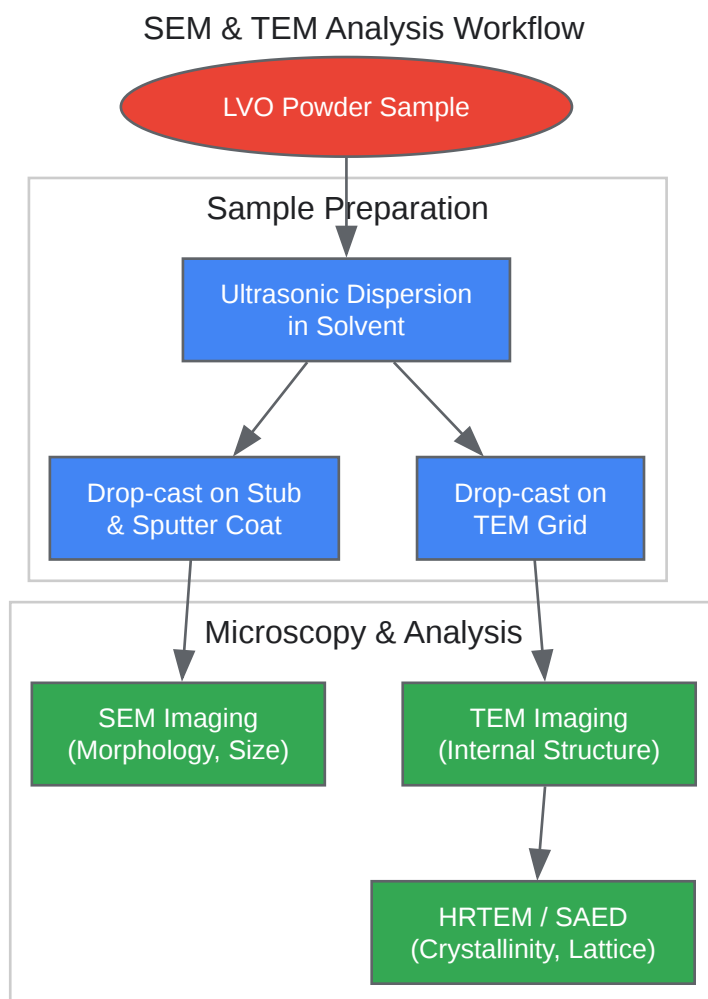 SEM & TEM Analysis Workflow
LVO Powder Sample
Sample Preparation
Ultrasonic Dispersion
in Solvent
Drop-cast on Stub
& Sputter Coat
Drop-cast on
TEM Grid
Microscopy & Analysis
SEM Imaging
(Morphology, Size)
TEM Imaging
(Internal Structure)
HRTEM / SAED
(Crystallinity, Lattice)